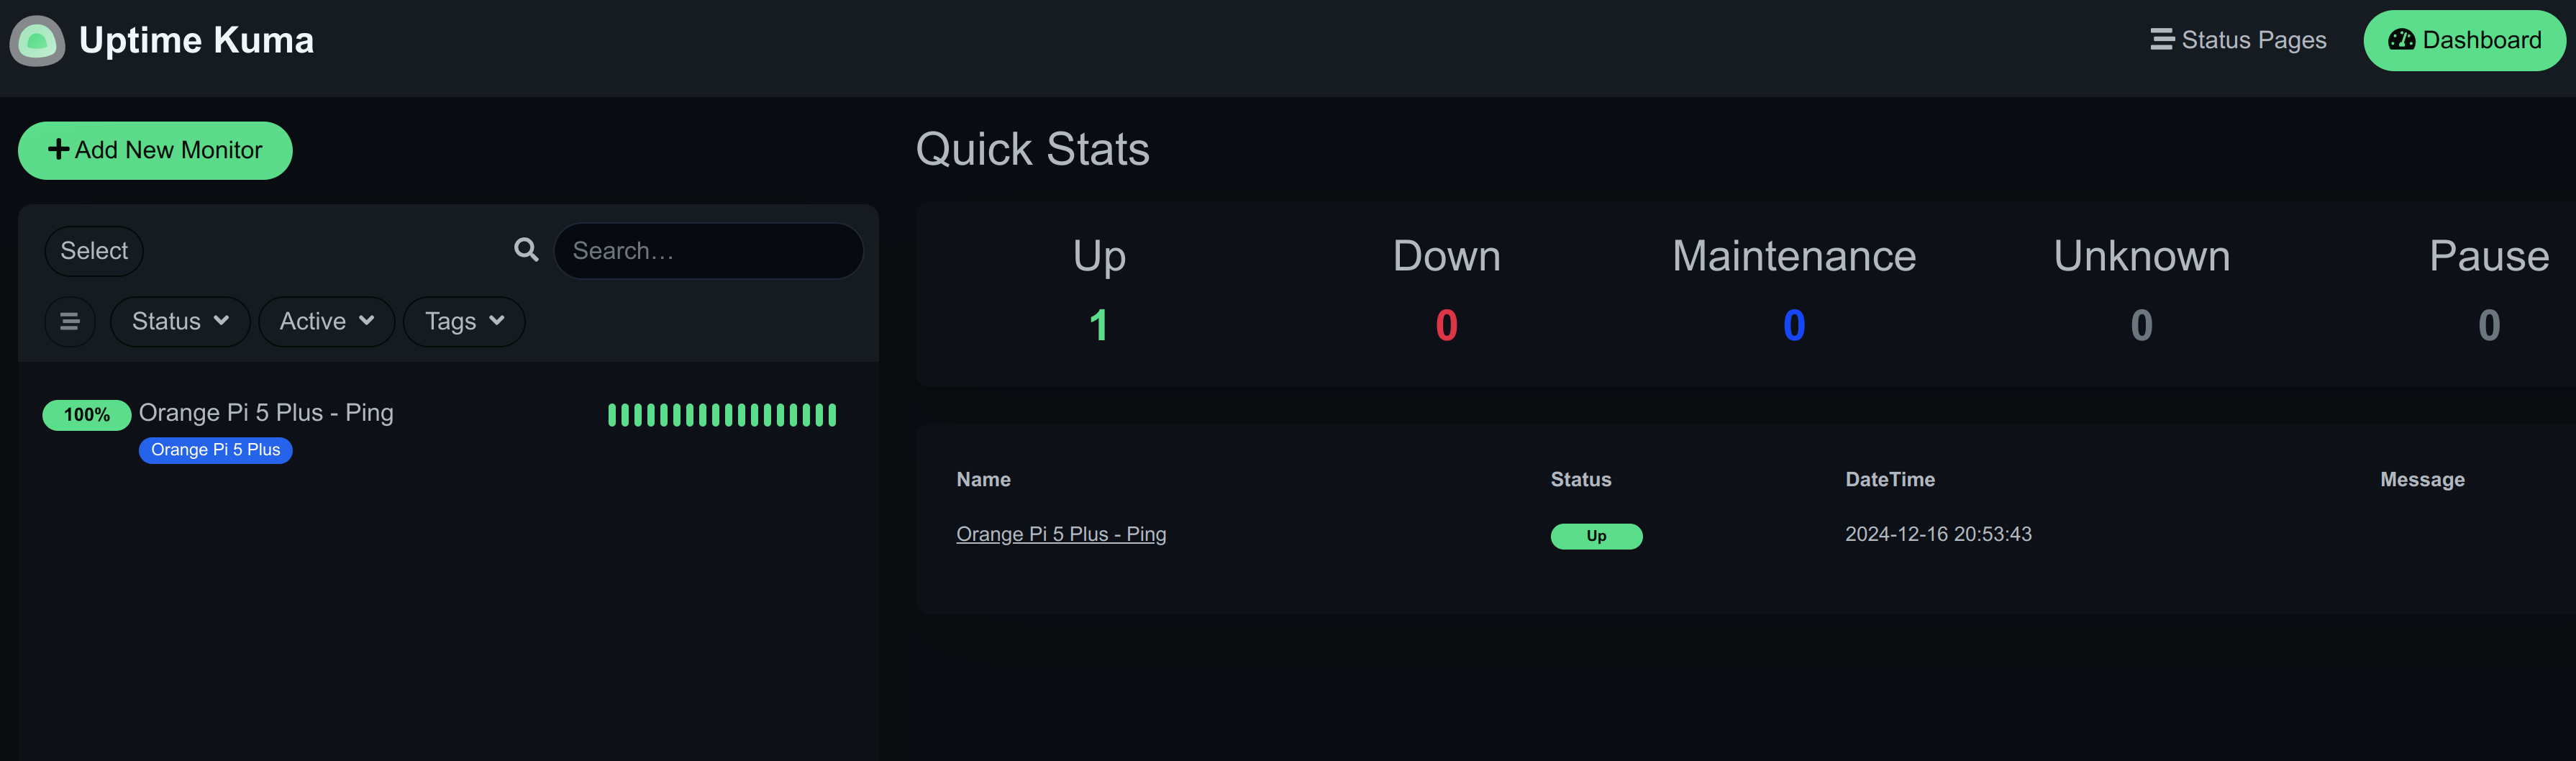 Uptime Kuma
Status Pages
Dashboard
Add New Monitor
Select
Search…
Status
Active
Tags
100%
Orange Pi 5 Plus - Ping
Orange Pi 5 Plus
Quick Stats
Up
Down
Maintenance
Unknown
Pause
1
0
0
0
0
Name
Status
DateTime
Message
Orange Pi 5 Plus - Ping
Up
2024-12-16 20:53:43